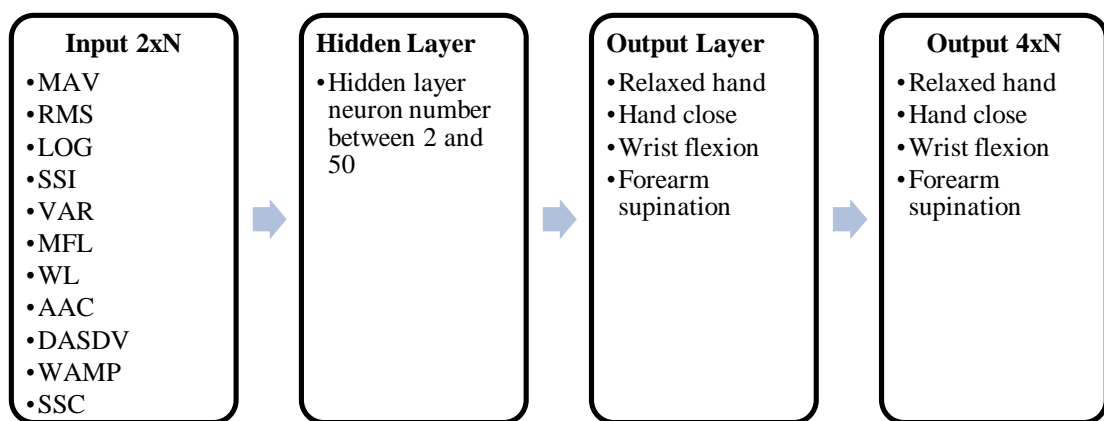 Input 2xN
•MAV
•RMS
•LOG
•SSI
•VAR
•MFL
•WL
•AAC
•DASDV
•WAMP
•SSC
Hidden Layer
•Hidden layer
neuron number
between 2 and
50
Output Layer
•Relaxed hand
•Hand close
•Wrist flexion
•Forearm
supination
Output 4xN
•Relaxed hand
•Hand close
•Wrist flexion
•Forearm
supination